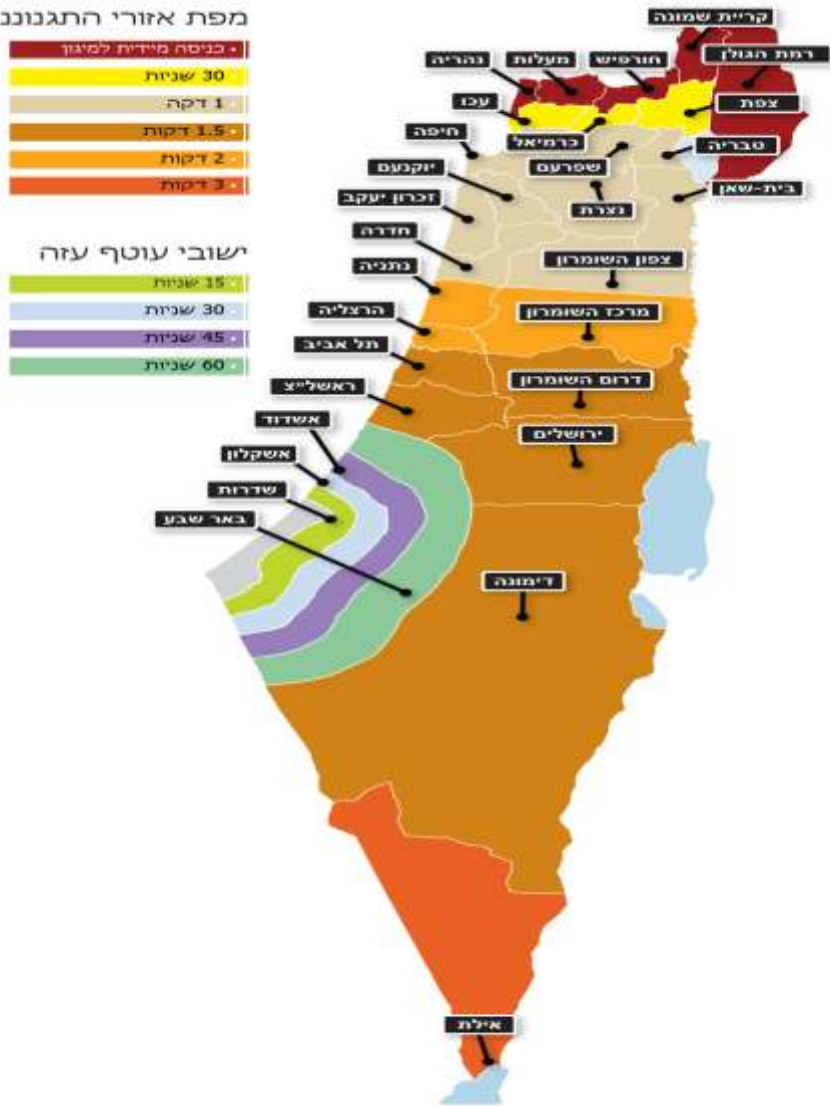 מפת אזורי התגוננ
• כניסה מיידית למיגון
30 שניות
• 1 דקה
• 1.5 דקות
• 2 דקות
• 3 דקות
ישובי עוטף עזה
• 15 שניות
• 30 שניות
• 45 שניות
• 60 שניות
קריית שמונה
רמת הגולן
חורפיש
מעלות
נהריה
צפת
עכו
כרמיאל
חיפה
טבריה
שפרעם
יוקנעם
בית-שאן
נצרת
זכרון יעקב
חדרה
צפון השומרון
נתניה
מרכז השומרון
הרצליה
תל אביב
דרום השומרון
ראשל״צ
אשדוד
ירושלים
אשקלון
שדרות
באר שבע
דימונה
אילת